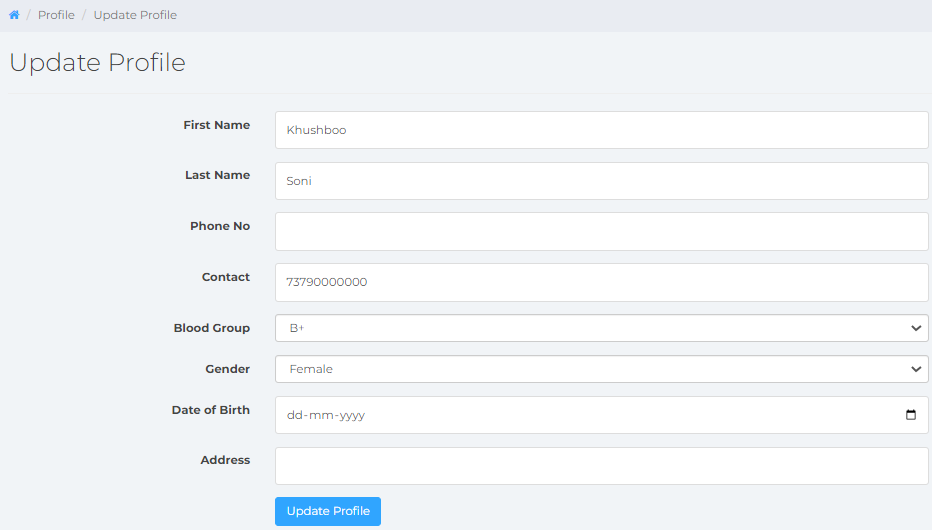 / Profile / Update Profile
Update Profile
First Name Khushboo
Last Name Soni
Phone No
Contact 73790000000
Blood Group B+
Gender Female
Date of Birth dd-mm-yyyy
Address
Update Profile